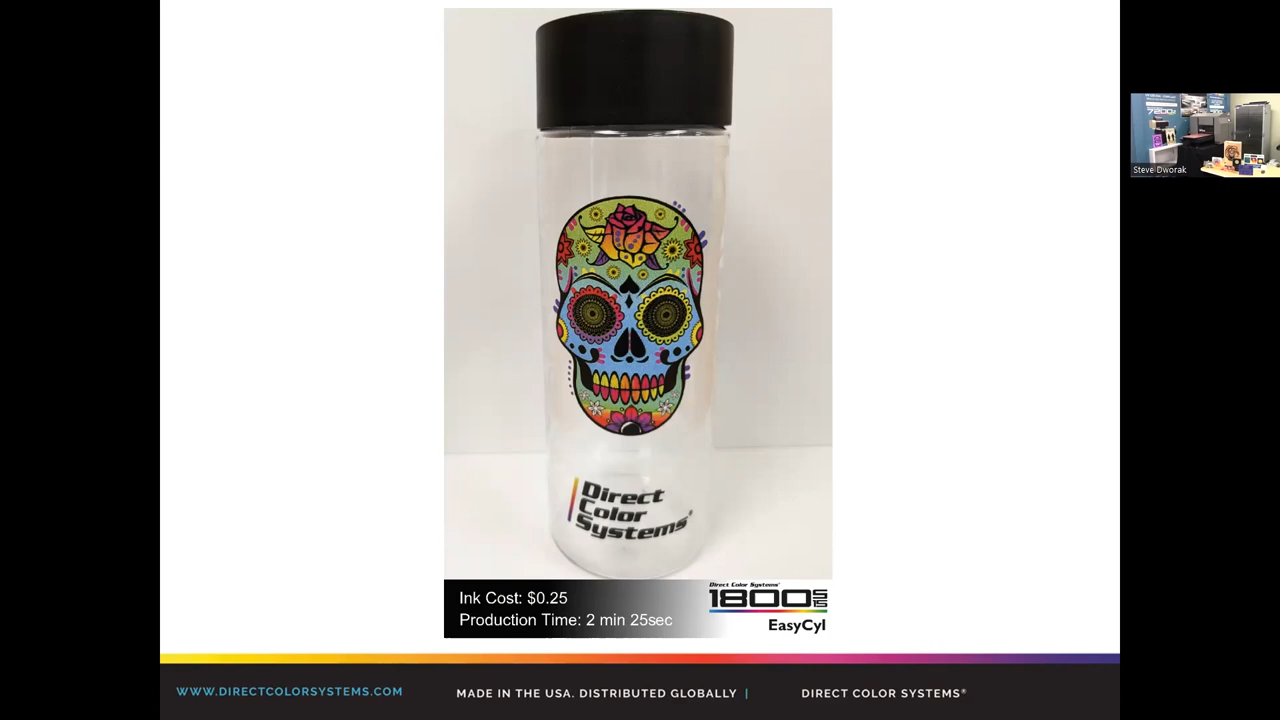 Direct
Color
Systems®
Ink Cost: $0.25
Production Time: 2 min 25sec
Direct Color Systems®
1800
EasyCyl
WWW.DIRECTCOLORSYSTEMS.COM
MADE IN THE USA. DISTRIBUTED GLOBALLY |
DIRECT COLOR SYSTEMS®
7200z
Steve Dworak